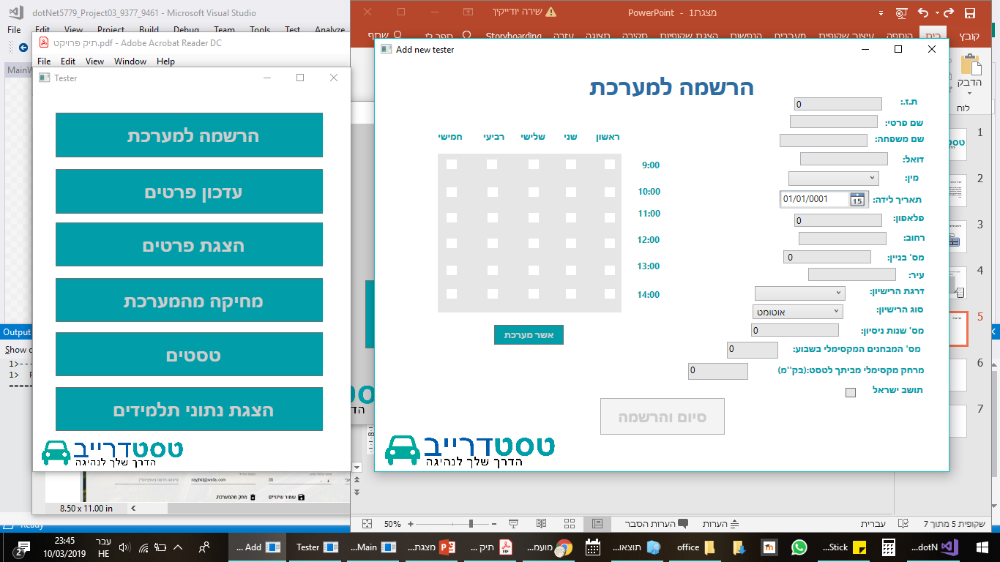 dotNet5779_Project03_9377_9461 - Microsoft Visual Studio
File Edit View Project Build Debug Team Tools Test Analyze
תיק פרויקט.pdf - Adobe Acrobat Reader DC
File Edit View Window Help
Tester
הרשמה למערכת
עדכון פרטים
הצגת פרטים
מחיקה מהמערכת
טסטים
הצגת נתוני תלמידים
טסטדרייב
הדרך שלך לנהיגה
nayjhkl@walla.com
35
שמור שינויים
מחק מהמערכת:
8.50 x 11.00 in
Output
Show o
1>---
1>
Ready
שירה יודייקין
מצגת1 - PowerPoint
קובץ בית הוספה עיצוב שקופית מעברים הנפשות הצגת שקופיות סקירה תצוגה עזרה Storyboarding ספר לי שתף
הדבק
לוח
Add new tester
הרשמה למערכת
ת.ז.:
0
שם פרטי:
שם משפחה:
דואל:
מין:
תאריך לידה:
01/01/0001
15
פלאפון:
0
רחוב:
מס' בניין:
0
עיר:
דרגת הרישיון:
סוג הרישיון:
אוטומט
מס' שנות ניסיון:
0
מס' המבחנים המקסימלי בשבוע:
0
מרחק מקסימלי מביתך לטסט:(בק''מ)
0
תושב ישראל
ראשון שני שלישי רביעי חמישי
9:00
10:00
11:00
12:00
13:00
14:00
אשר מערכת
סיום והרשמה
טסטדרייב
הדרך שלך לנהיגה
1
2
3
4
5
6
7
שקופית 5 מתוך 7
עברית
הערות
הערות הסבר
50%
23:45
10/03/2019
עבר
HE
2
Add ...
Tester
Main...
מצגת...
תיק ...
מועמ...
תוצאו...
office
Stick...
dotN...